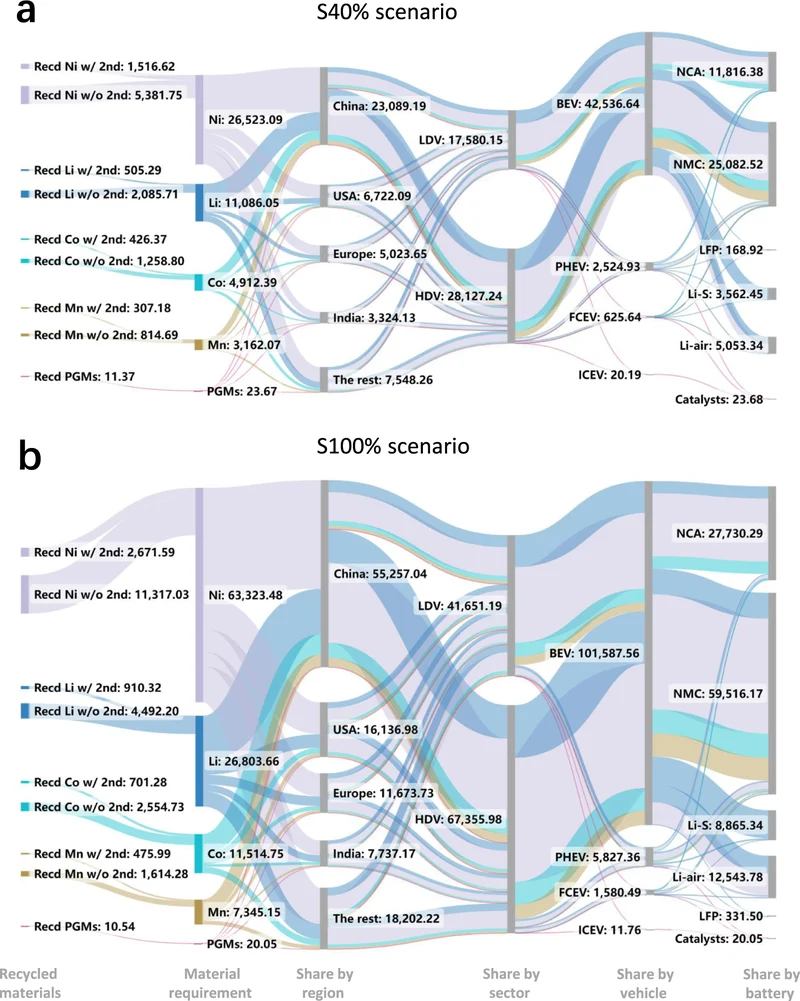 a
S40% scenario
Recd Ni w/ 2nd: 1,516.62
Recd Ni w/o 2nd: 5,381.75
Recd Li w/ 2nd: 505.29
Recd Li w/o 2nd: 2,085.71
Recd Co w/ 2nd: 426.37
Recd Co w/o 2nd: 1,258.80
Recd Mn w/ 2nd: 307.18
Recd Mn w/o 2nd: 814.69
Recd PGMs: 11.37
Ni: 26,523.09
Li: 11,086.05
Co: 4,912.39
Mn: 3,162.07
PGMs: 23.67
China: 23,089.19
USA: 6,722.09
Europe: 5,023.65
India: 3,324.13
The rest: 7,548.26
LDV: 17,580.15
HDV: 28,127.24
BEV: 42,536.64
PHEV: 2,524.93
FCEV: 625.64
ICEV: 20.19
NCA: 11,816.38
NMC: 25,082.52
LFP: 168.92
Li-S: 3,562.45
Li-air: 5,053.34
Catalysts: 23.68
b
S100% scenario
Recd Ni w/ 2nd: 2,671.59
Recd Ni w/o 2nd: 11,317.03
Recd Li w/ 2nd: 910.32
Recd Li w/o 2nd: 4,492.20
Recd Co w/ 2nd: 701.28
Recd Co w/o 2nd: 2,554.73
Recd Mn w/ 2nd: 475.99
Recd Mn w/o 2nd: 1,614.28
Recd PGMs: 10.54
Ni: 63,323.48
Li: 26,803.66
Co: 11,514.75
Mn: 7,345.15
PGMs: 20.05
China: 55,257.04
USA: 16,136.98
Europe: 11,673.73
India: 7,737.17
The rest: 18,202.22
LDV: 41,651.19
HDV: 67,355.98
BEV: 101,587.56
PHEV: 5,827.36
FCEV: 1,580.49
ICEV: 11.76
NCA: 27,730.29
NMC: 59,516.17
Li-S: 8,865.34
Li-air: 12,543.78
LFP: 331.50
Catalysts: 20.05
Recycled
materials
Material
requirement
Share by
region
Share by
sector
Share by
vehicle
Share by
battery